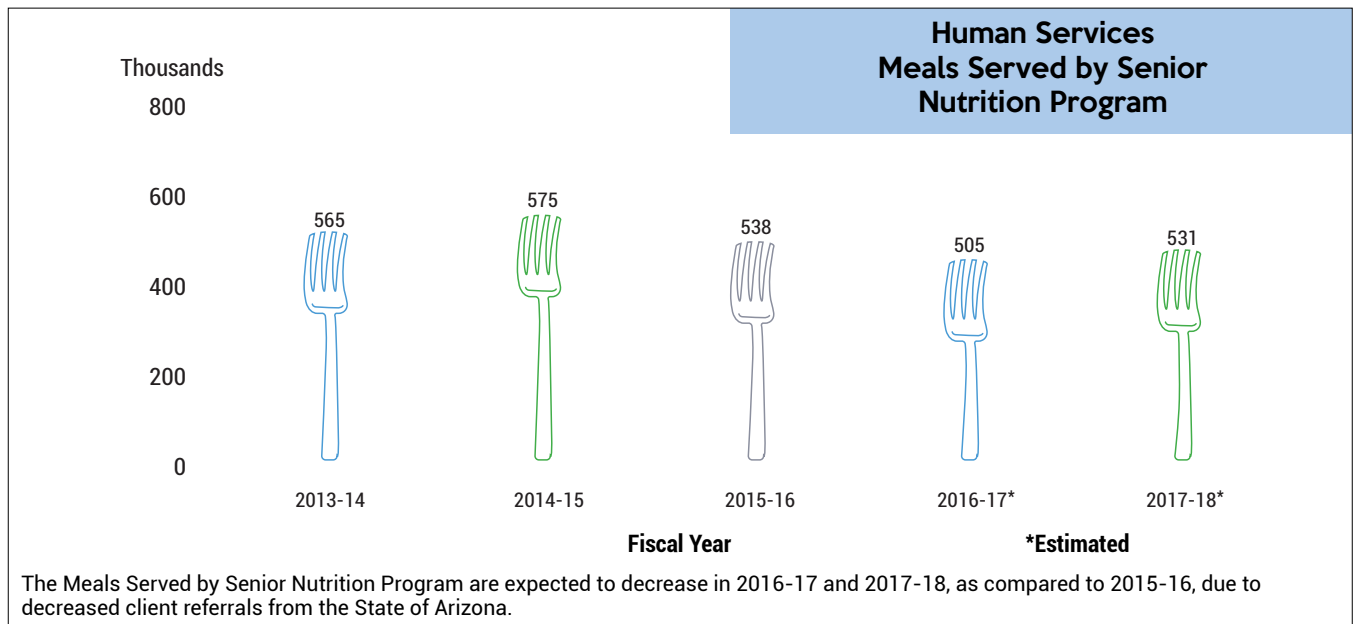 Human Services
Meals Served by Senior
Nutrition Program
Thousands
800
600
400
200
0
565
575
538
505
531
2013-14
2014-15
2015-16
2016-17*
2017-18*
Fiscal Year
*Estimated
The Meals Served by Senior Nutrition Program are expected to decrease in 2016-17 and 2017-18, as compared to 2015-16, due to
decreased client referrals from the State of Arizona.